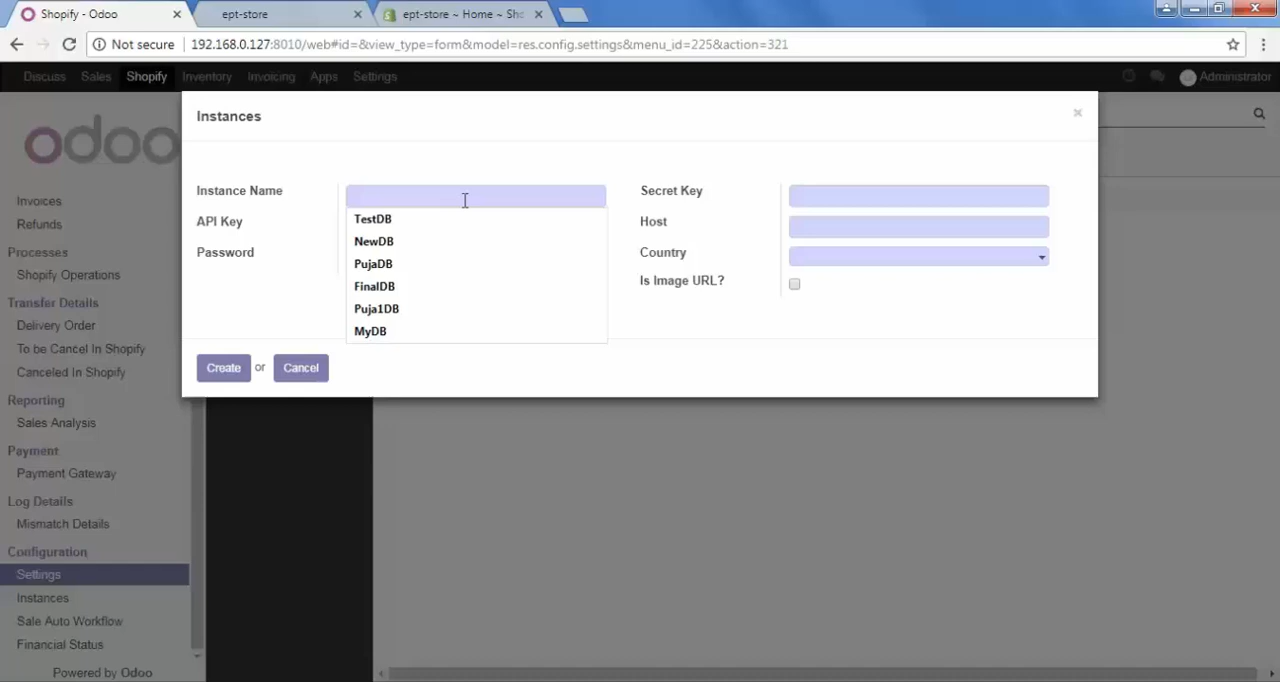 Shopify - Odoo
ept-store
ept-store ~ Home ~ Sho
Not secure
192.168.0.127:8010/web#id=&view_type=form&model=res.config.settings&menu_id=225&action=321
Discuss Sales Shopify Inventory Invoicing Apps Settings
Administrator
odoo
Invoices
Refunds
Processes
Shopify Operations
Transfer Details
Delivery Order
To be Cancel In Shopify
Canceled In Shopify
Reporting
Sales Analysis
Payment
Payment Gateway
Log Details
Mismatch Details
Configuration
Settings
Instances
Sale Auto Workflow
Financial Status
Powered by Odoo
Instances
×
Instance Name
API Key
Password
TestDB
NewDB
PujaDB
FinalDB
Puja1DB
MyDB
Secret Key
Host
Country
Is Image URL?
Create or Cancel